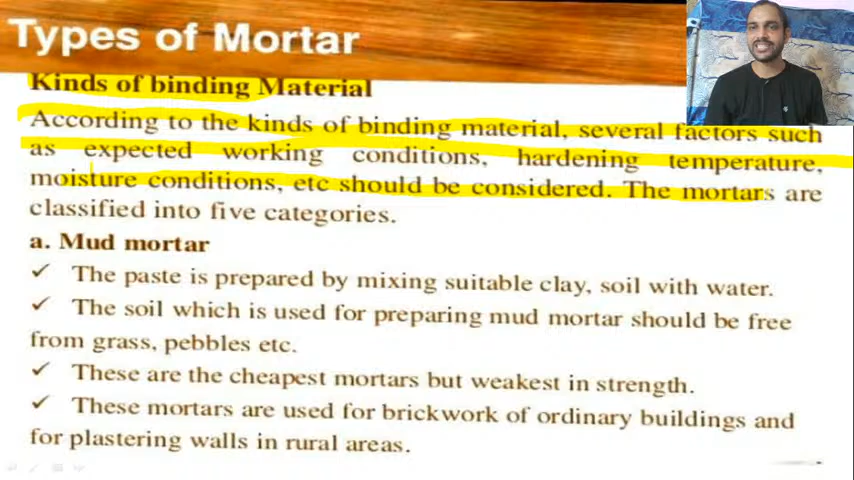 Types of Mortar
Kinds of binding Material
According to the kinds of binding material, several factors such
as expected working conditions, hardening temperature,
moisture conditions, etc should be considered. The mortars are
classified into five categories.
a. Mud mortar
✓ The paste is prepared by mixing suitable clay, soil with water.
✓ The soil which is used for preparing mud mortar should be free
from grass, pebbles etc.
✓ These are the cheapest mortars but weakest in strength.
✓ These mortars are used for brickwork of ordinary buildings and
for plastering walls in rural areas.